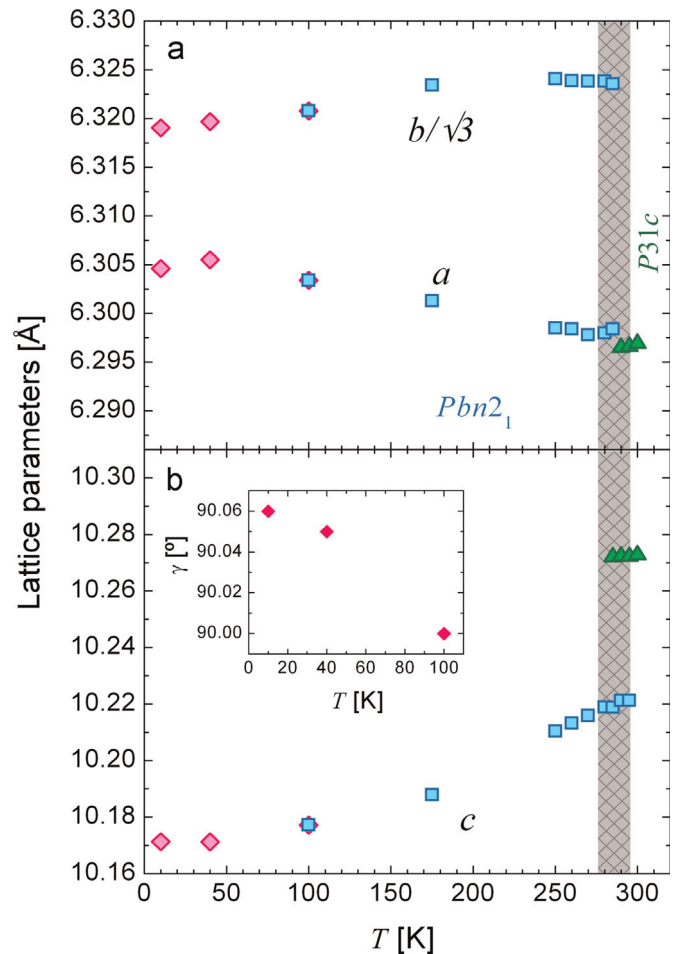 6.330
6.325
6.320
6.315
6.310
6.305
6.300
6.295
6.290
a
b/√3
a
Pbn2₁
P31c
Lattice parameters [Å]
10.30
10.28
10.26
10.24
10.22
10.20
10.18
10.16
b
γ [º]
90.06
90.04
90.02
90.00
0 20 40 60 80 100
T [K]
c
0 50 100 150 200 250 300
T [K]